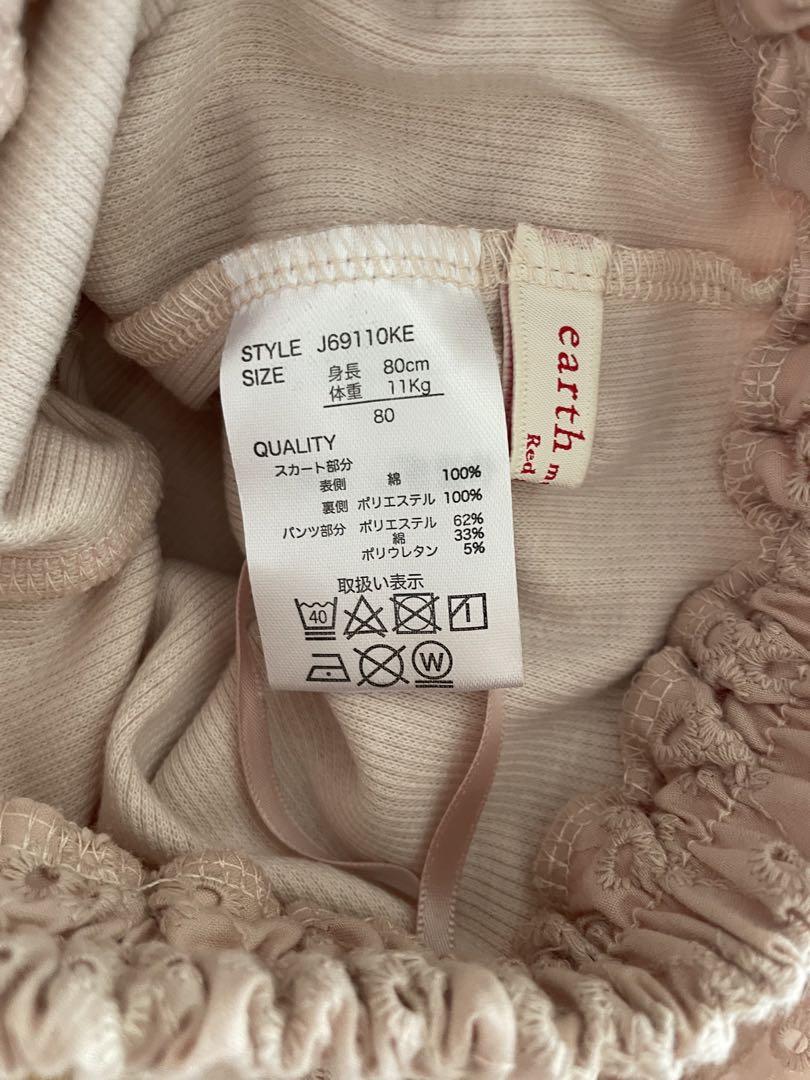 STYLE J69110KE
SIZE 身長 80cm
体重 11Kg
80
QUALITY
スカート部分
表側 綿 100%
裏側 ポリエステル 100%
パンツ部分 ポリエステル 62%
綿 33%
ポリウレタン 5%
取扱い表示
40
W
earth
Red